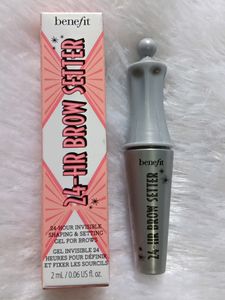 benefit
24-HR BROW SETTER
24-HOUR INVISIBLE
SHAPING & SETTING
GEL FOR BROWS
GEL INVISIBLE 24
HEURES POUR DÉFINIR
ET FIXER LES SOURCILS
2 mL / 0.06 US fl. oz.
benefit
24-HR BROW SETTER